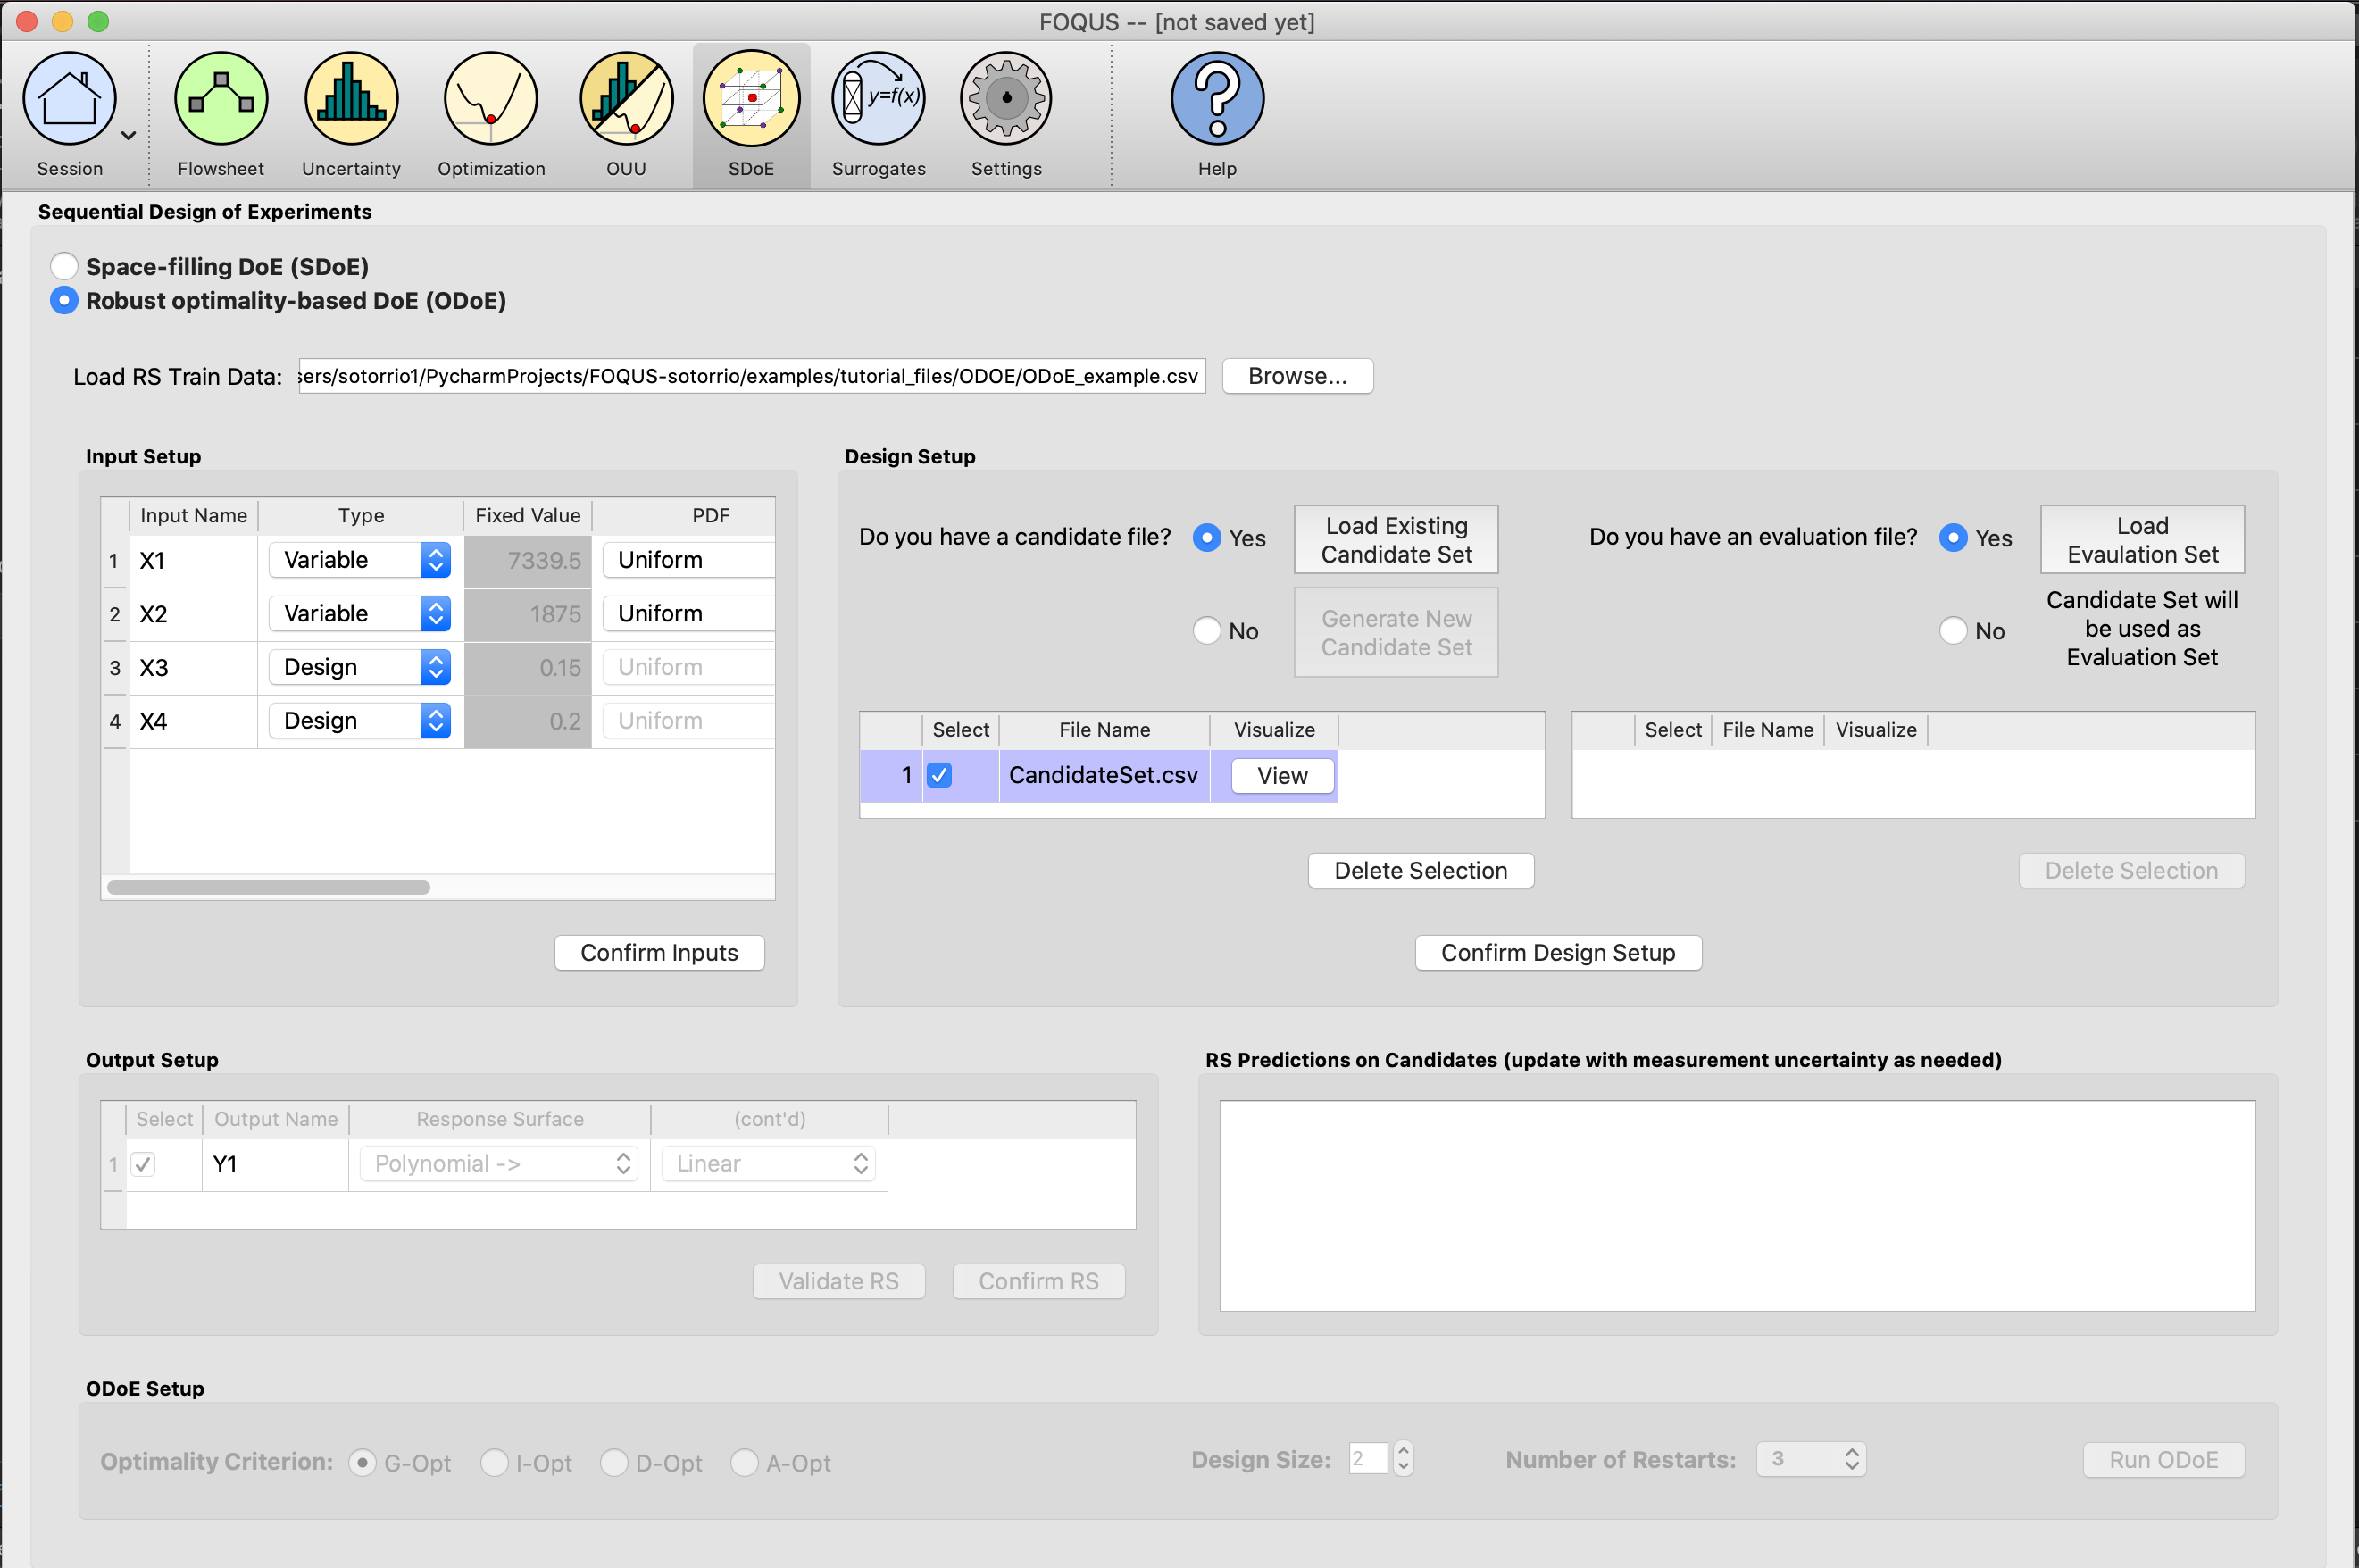 FOQUS -- [not saved yet]
y=f(x)
Session
Flowsheet
Uncertainty
Optimization
OUU
SDoE
Surrogates
Settings
Help
Sequential Design of Experiments
Space-filling DoE (SDoE)
Robust optimality-based DoE (ODoE)
Load RS Train Data:
sers/sotorrio1/PycharmProjects/FOQUS-sotorrio/examples/tutorial_files/ODOE/ODoE_example.csv
Browse...
Input Setup
Input Name Type Fixed Value PDF
1 X1 Variable 7339.5 Uniform
2 X2 Variable 1875 Uniform
3 X3 Design 0.15 Uniform
4 X4 Design 0.2 Uniform
Confirm Inputs
Design Setup
Do you have a candidate file?
Yes
Load Existing
Candidate Set
No
Generate New
Candidate Set
Do you have an evaluation file?
Yes
Load
Evaulation Set
No
Candidate Set will
be used as
Evaluation Set
Select File Name Visualize
1 CandidateSet.csv View
Delete Selection
Select File Name Visualize
Delete Selection
Confirm Design Setup
Output Setup
Select Output Name Response Surface (cont'd)
1 Y1 Polynomial -> Linear
Validate RS
Confirm RS
RS Predictions on Candidates (update with measurement uncertainty as needed)
ODoE Setup
Optimality Criterion: G-Opt I-Opt D-Opt A-Opt
Design Size: 2
Number of Restarts: 3
Run ODoE